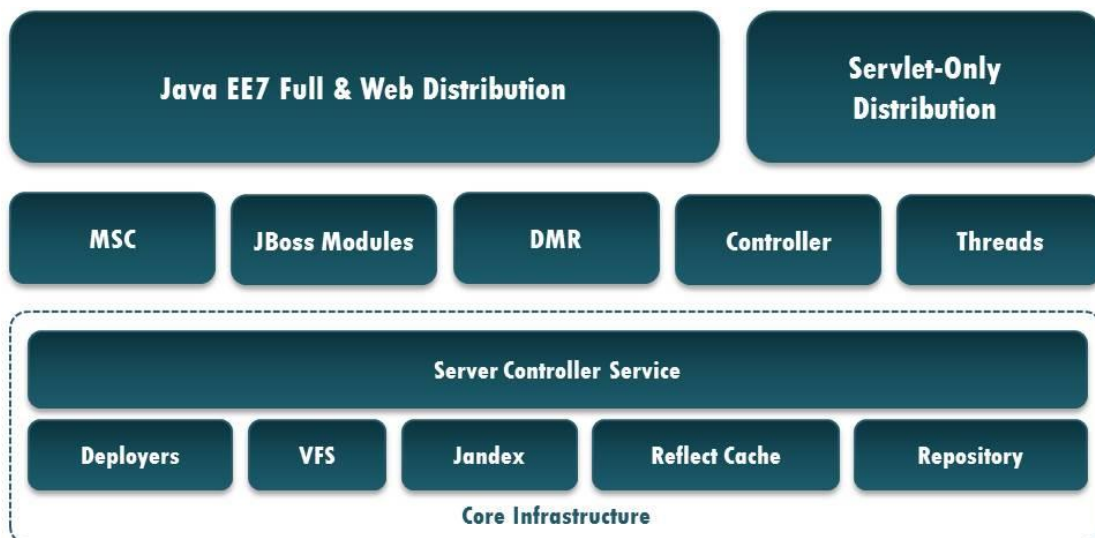 Java EE7 Full & Web Distribution
Servlet-Only
Distribution
MSC
JBoss Modules
DMR
Controller
Threads
Server Controller Service
Deployers
VFS
Jandex
Reflect Cache
Repository
Core Infrastructure